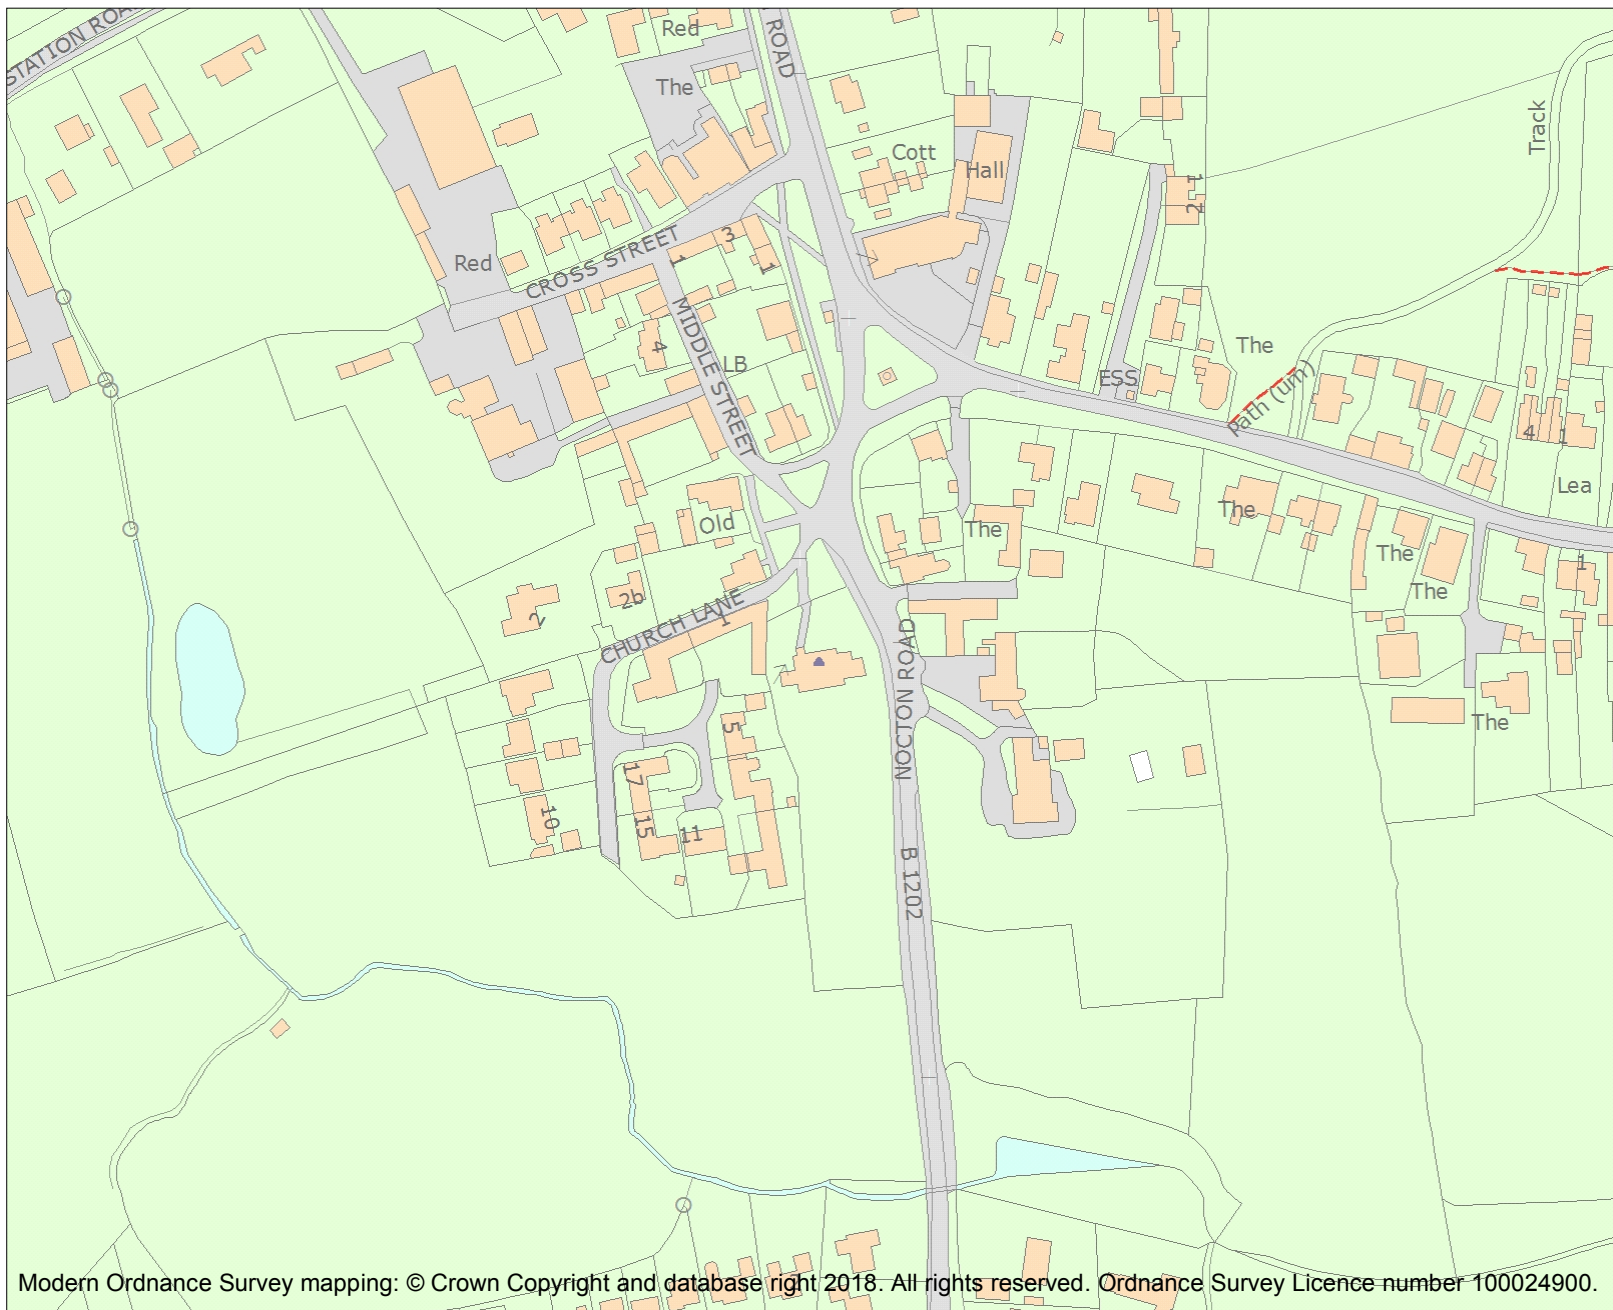 STATION ROAD
Red
ROAD
The
Track
Cott
Hall
1
2
3
1
1
Red
CROSS STREET
MIDDLE STREET
4
LB
The
ESS
Path (um)
4
1
Lea
Old
The
The
The
The
1
2b
2
CHURCH LANE
1
NOCTON ROAD
The
5
17
10
15
11
B 1202
Modern Ordnance Survey mapping: © Crown Copyright and database right 2018. All rights reserved. Ordnance Survey Licence number 100024900.